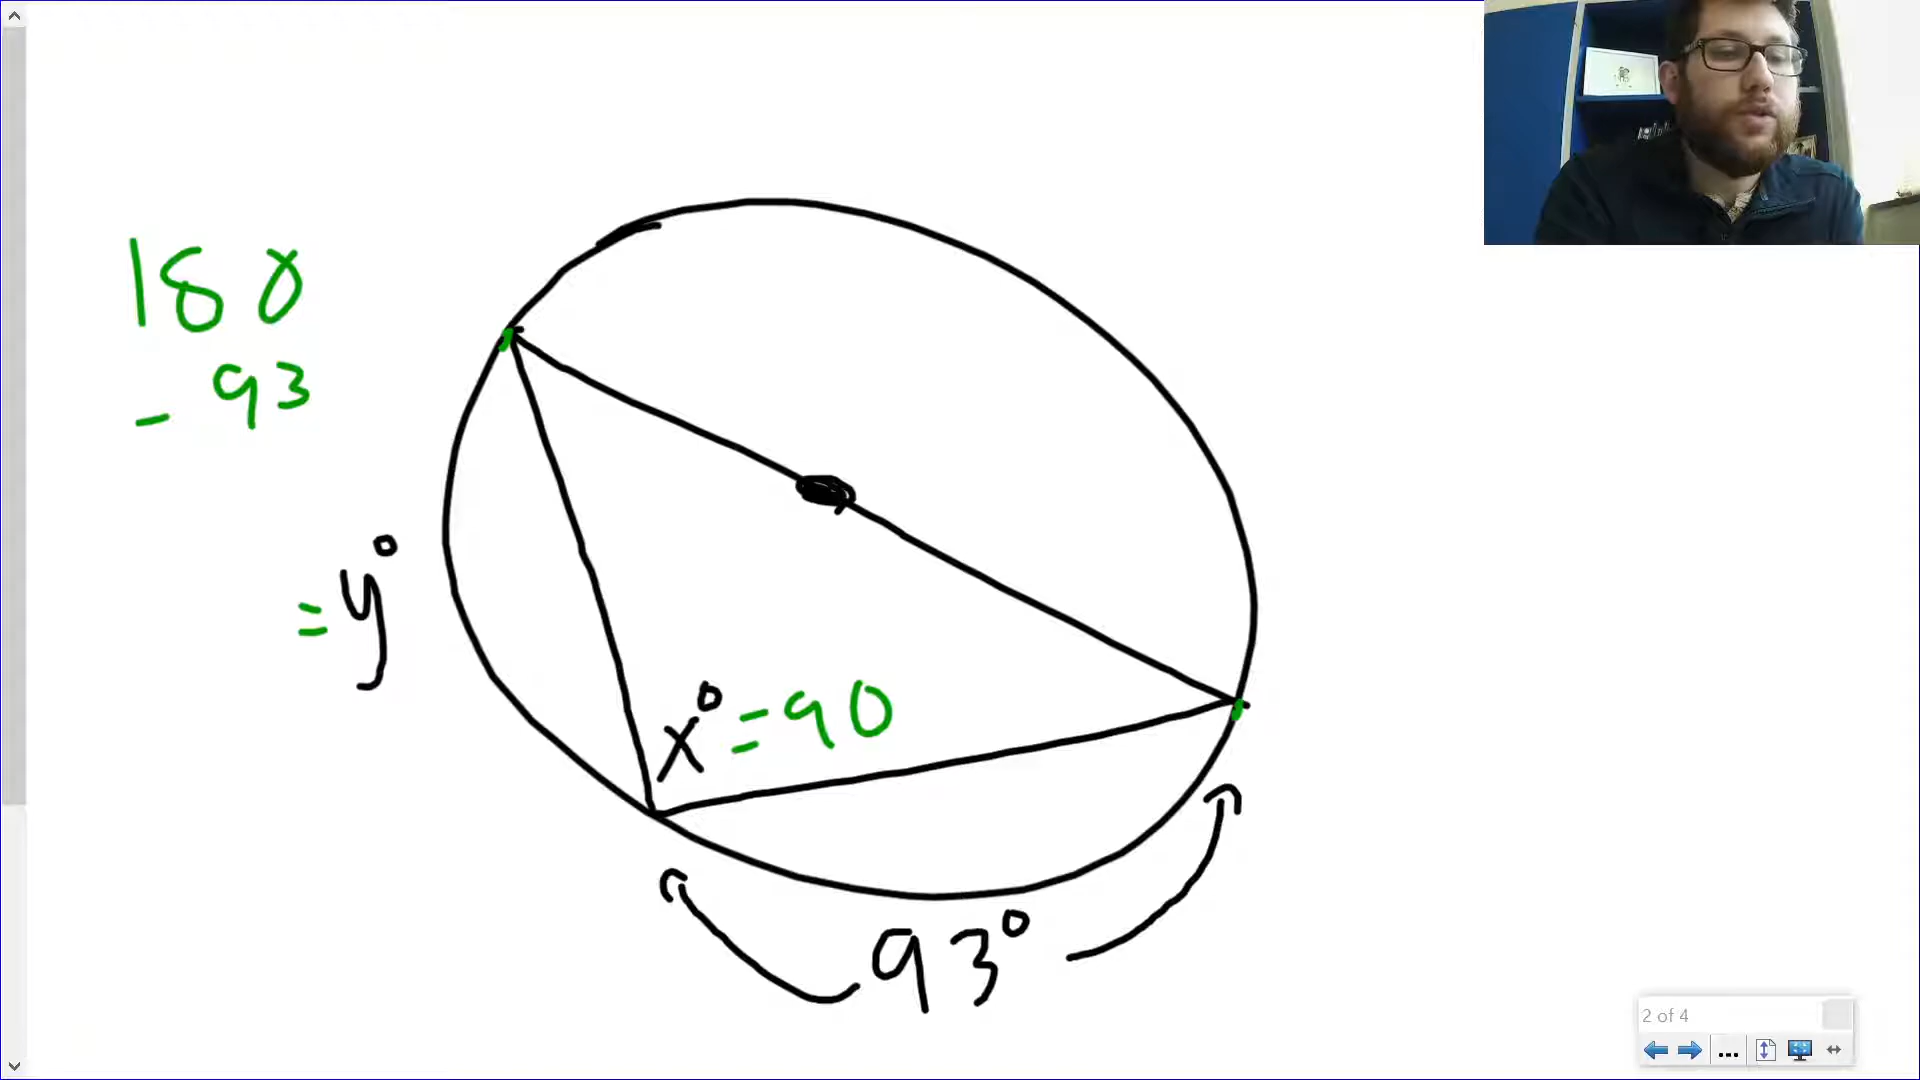 180
- 93
= y°
x° = 90
93°
2 of 4